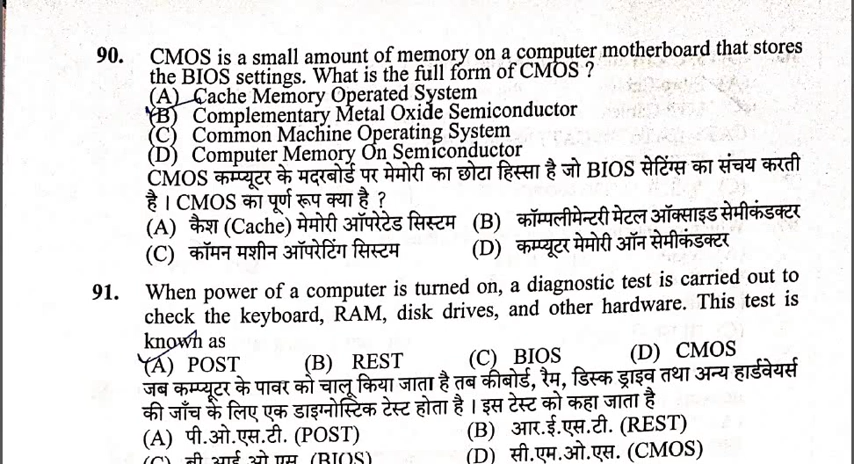 90. CMOS is a small amount of memory on a computer motherboard that stores
the BIOS settings. What is the full form of CMOS ?
(A) Cache Memory Operated System
(B) Complementary Metal Oxide Semiconductor
(C) Common Machine Operating System
(D) Computer Memory On Semiconductor
CMOS कम्प्यूटर के मदरबोर्ड पर मेमोरी का छोटा हिस्सा है जो BIOS सेटिंग्स का संचय करती
है । CMOS का पूर्ण रूप क्या है ?
(A) कैश (Cache) मेमोरी ऑपरेटेड सिस्टम (B) कॉम्पलीमेन्टरी मेटल ऑक्साइड सेमीकंडक्टर
(C) कॉमन मशीन ऑपरेटिंग सिस्टम (D) कम्प्यूटर मेमोरी ऑन सेमीकंडक्टर
91. When power of a computer is turned on, a diagnostic test is carried out to
check the keyboard, RAM, disk drives, and other hardware. This test is
known as
(A) POST (B) REST (C) BIOS (D) CMOS
जब कम्प्यूटर के पावर को चालू किया जाता है तब कीबोर्ड, रैम, डिस्क ड्राइव तथा अन्य हार्डवेयर्स
की जाँच के लिए एक डाइग्नोस्टिक टेस्ट होता है । इस टेस्ट को कहा जाता है
(A) पी.ओ.एस.टी. (POST) (B) आर.ई.एस.टी. (REST)
(C) बी.आई.ओ.एस. (BIOS) (D) सी.एम.ओ.एस. (CMOS)